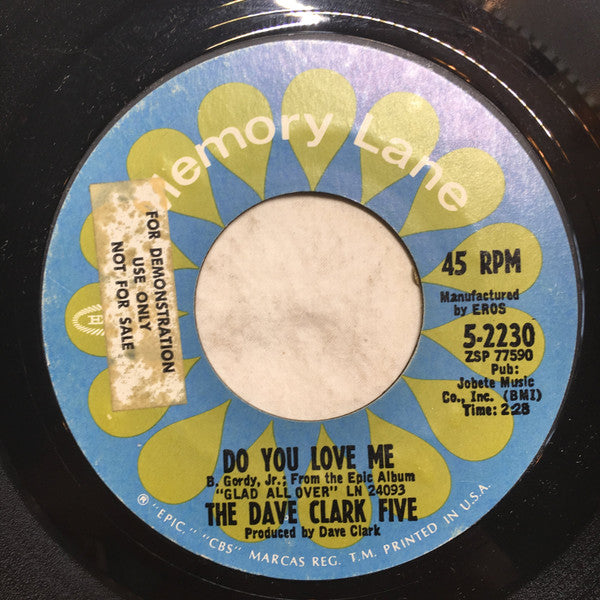 Memory Lane
FOR DEMONSTRATION
USE ONLY
NOT FOR SALE
45 RPM
Manufactured
by EROS
5-2230
ZSP 77590
Pub:
Jobete Music
Co., Inc. (BMI)
Time: 2:28
DO YOU LOVE ME
B. Gordy, Jr.; From the Epic Album
"GLAD ALL OVER" LN 24093
THE DAVE CLARK FIVE
Produced by Dave Clark
® "EPIC," "CBS" MARCAS REG. T.M. PRINTED IN U.S.A.